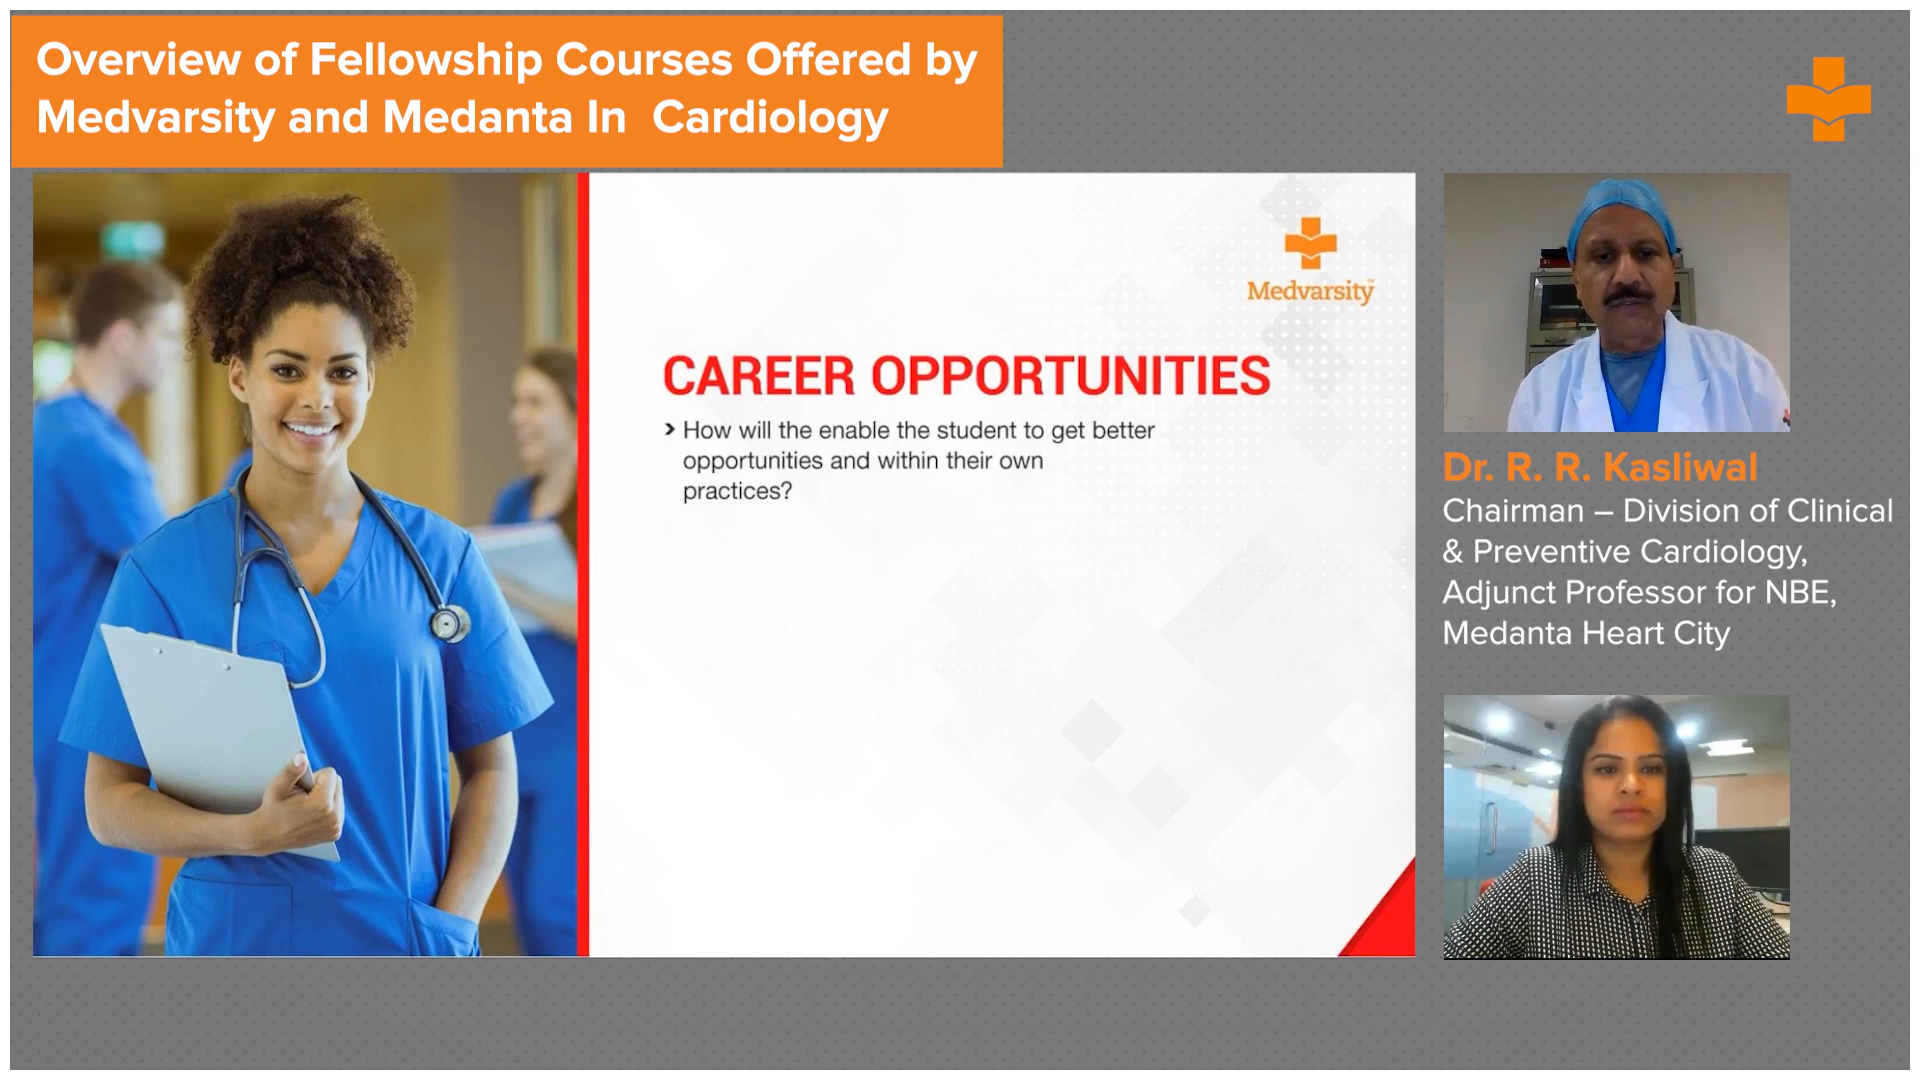 Overview of Fellowship Courses Offered by
Medvarsity and Medanta In Cardiology
Medvarsity
CAREER OPPORTUNITIES
› How will the enable the student to get better
opportunities and within their own
practices?
Dr. R. R. Kasliwal
Chairman – Division of Clinical
& Preventive Cardiology,
Adjunct Professor for NBE,
Medanta Heart City